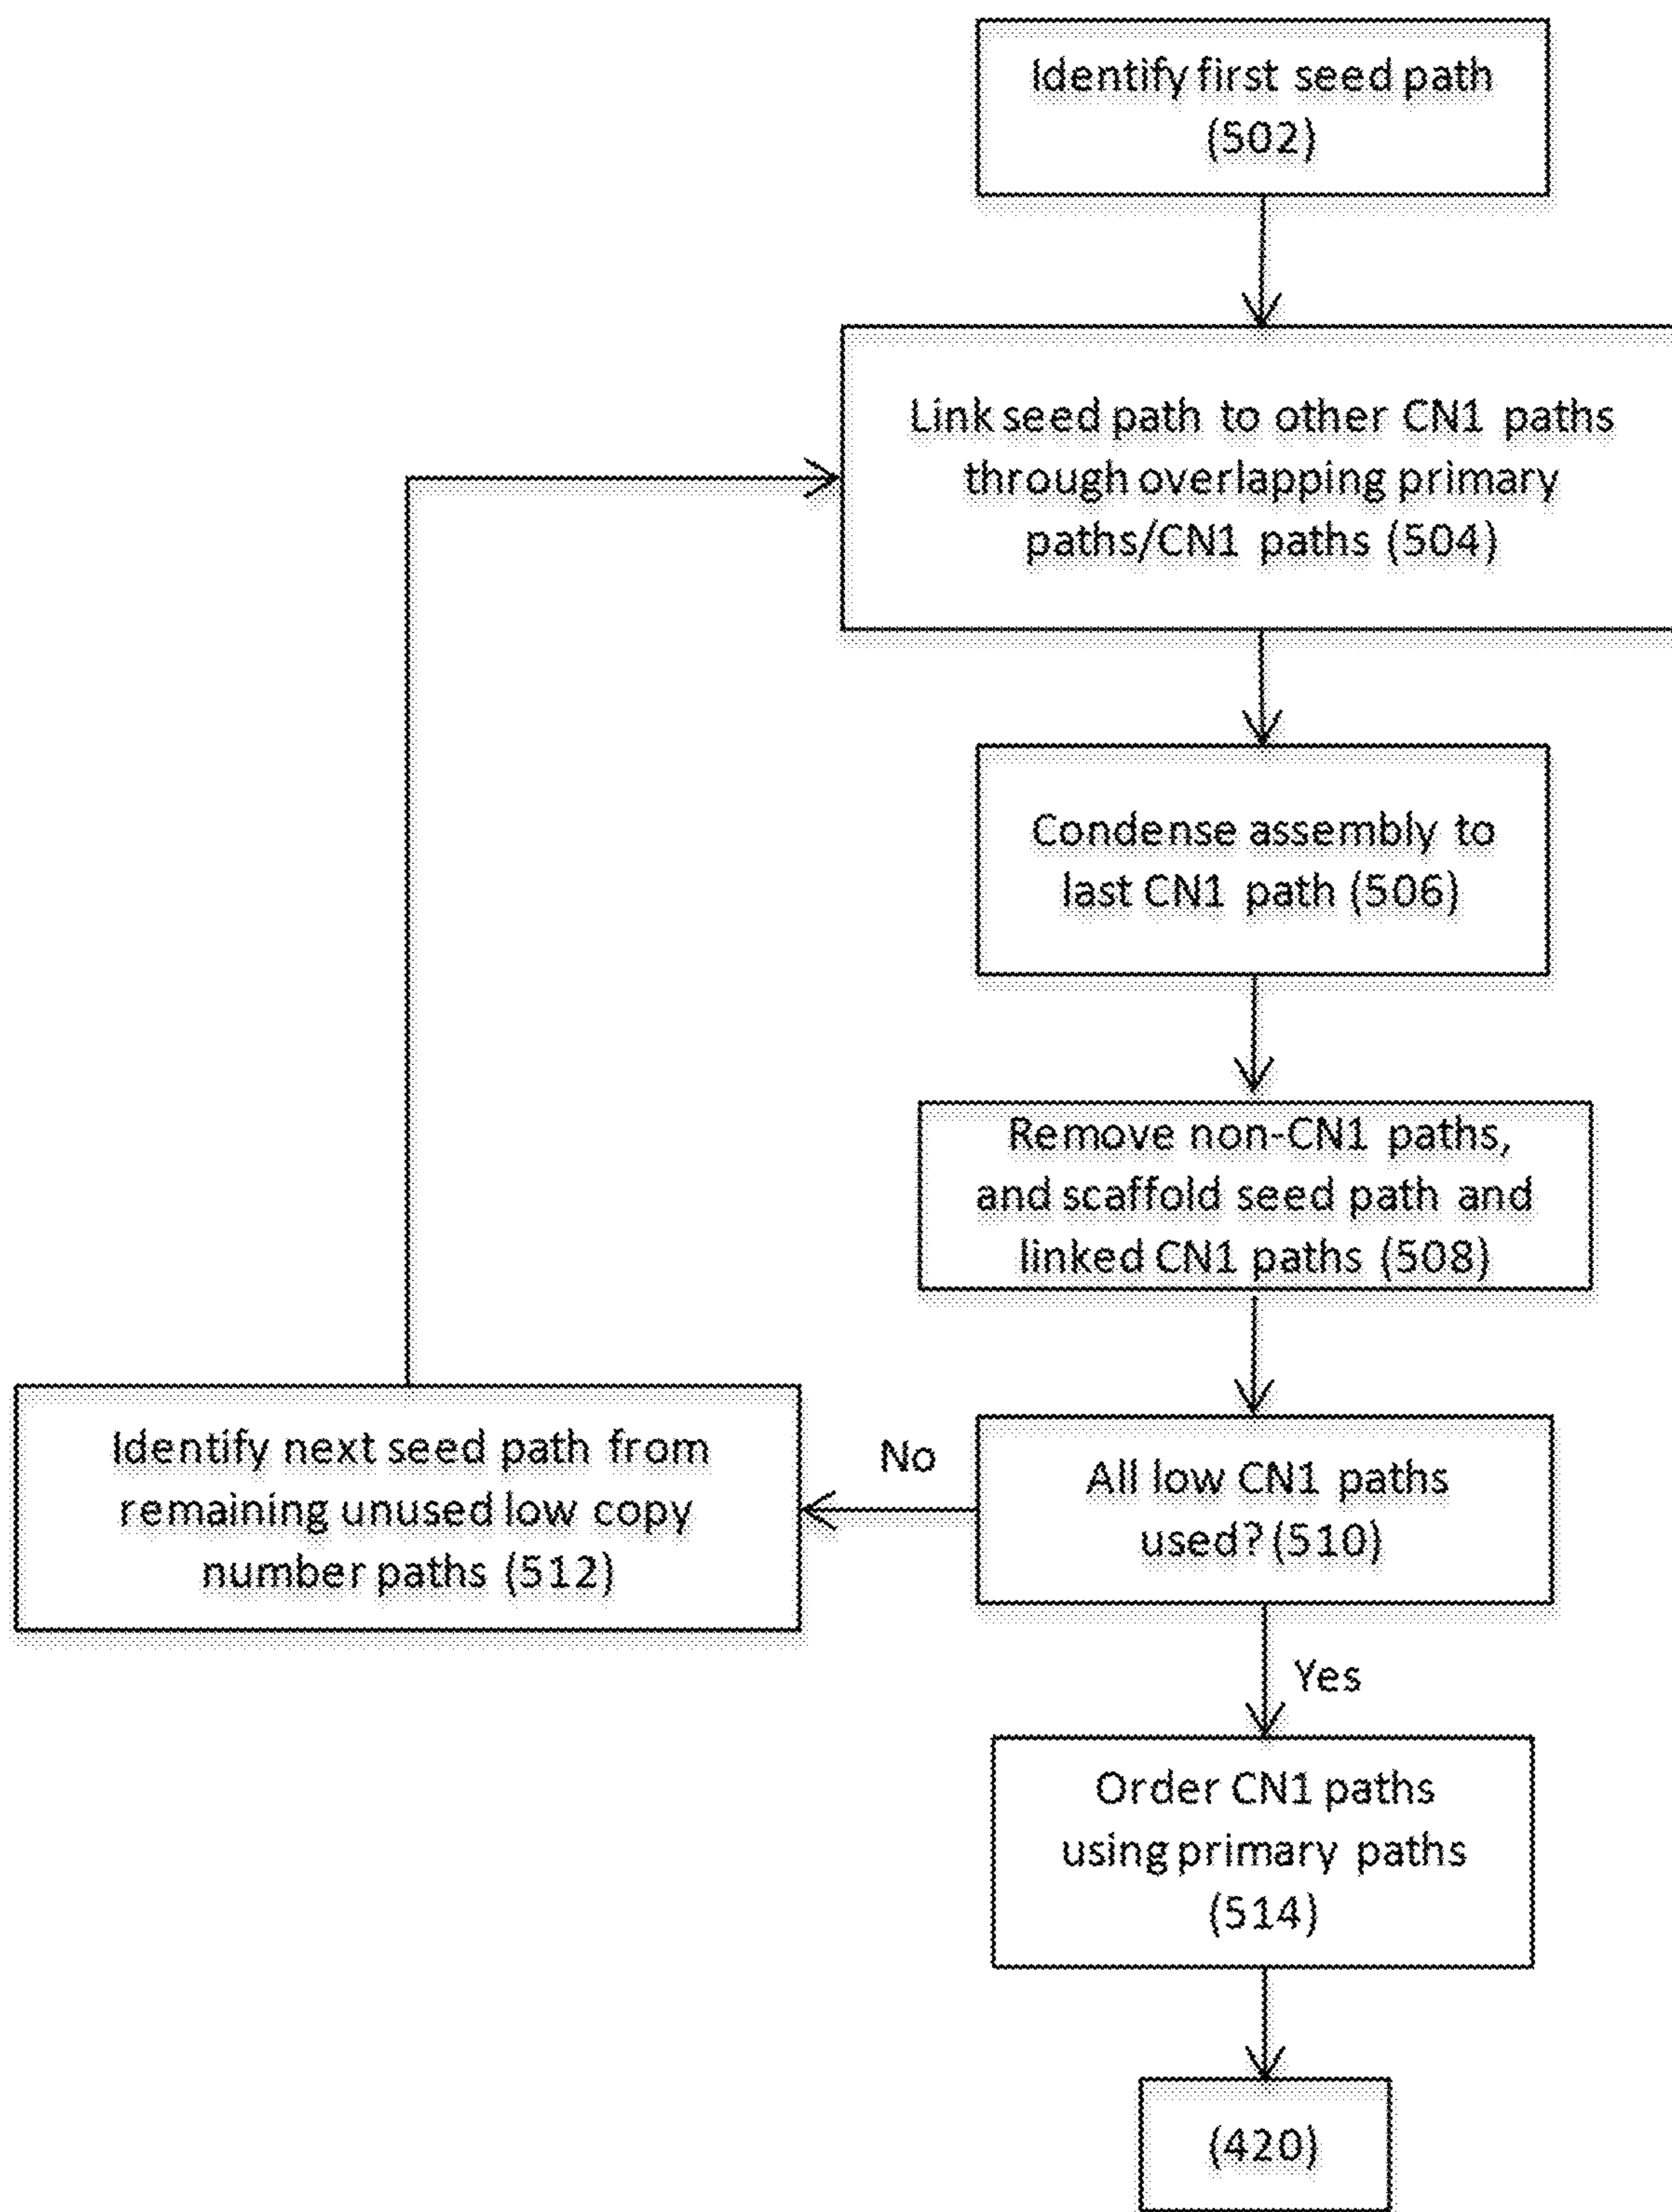 Identify first seed path
(502)
Link seed path to other CN1 paths
through overlapping primary
paths/CN1 paths (504)
Condense assembly to
last CN1 path (506)
Remove non-CN1 paths,
and scaffold seed path and
linked CN1 paths (508)
All low CN1 paths
used? (510)
No
Identify next seed path from
remaining unused low copy
number paths (512)
Yes
Order CN1 paths
using primary paths
(514)
(420)